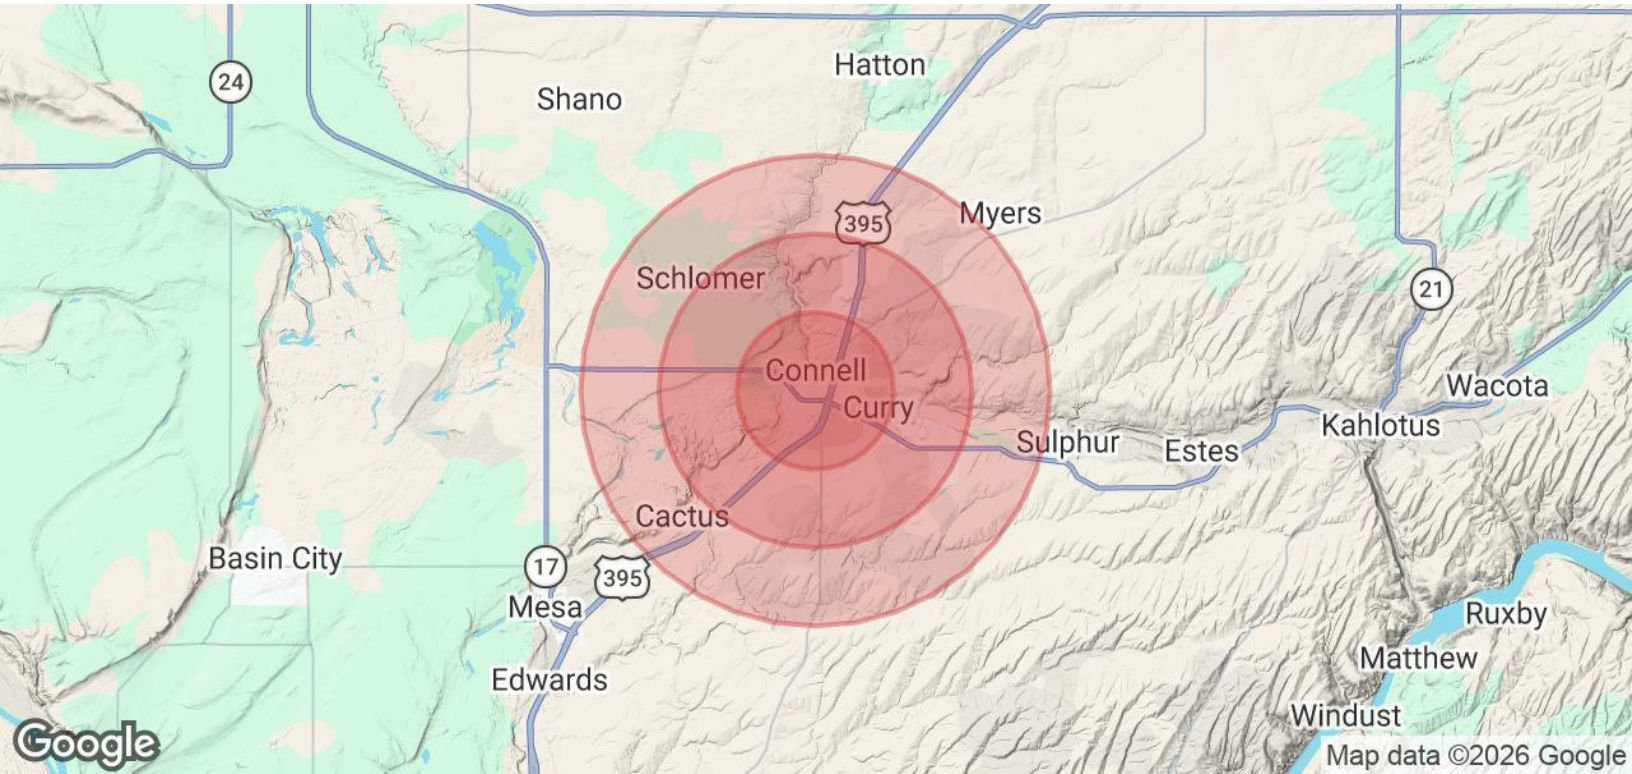 24
Hatton
Shano
395
Myers
Schlomer
21
Connell
Wacota
Curry
Kahlotus
Sulphur
Estes
Cactus
Basin City
17
395
Mesa
Ruxby
Matthew
Edwards
Windust
Google
Map data ©2026 Google